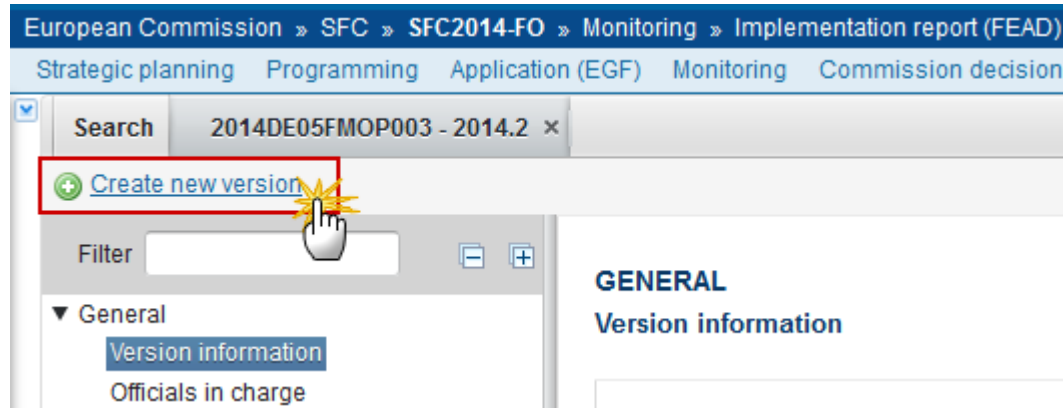 European Commission » SFC » SFC2014-FO » Monitoring » Implementation report (FEAD)
Strategic planning Programming Application (EGF) Monitoring Commission decision
Search 2014DE05FMOP003 - 2014.2 ×
Create new version
Filter
▼ General
Version information
Officials in charge
GENERAL
Version information